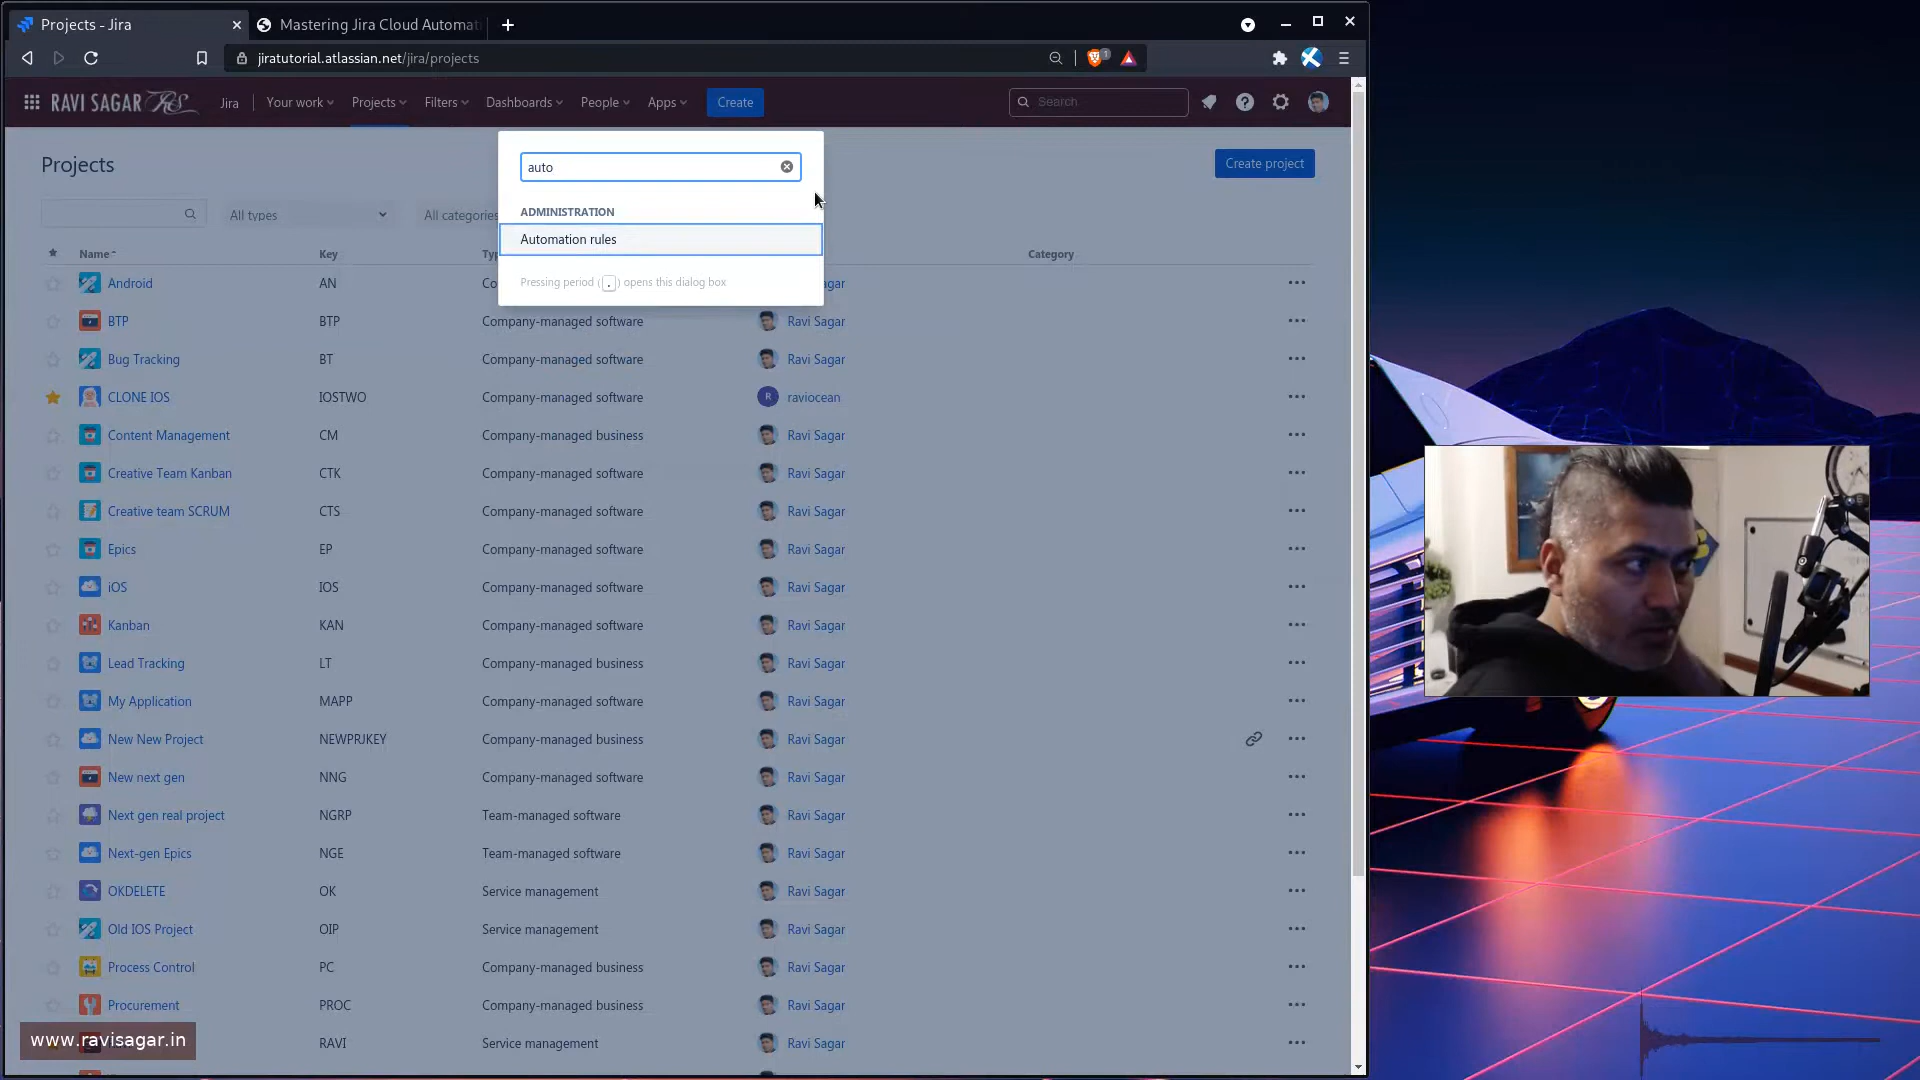 Projects - Jira
Mastering Jira Cloud Automat
jiratutorial.atlassian.net/jira/projects
1
RAVI SAGAR RS
Jira
Your work
Projects
Filters
Dashboards
People
Apps
Create
Search
Projects
Create project
auto
All types
All categories
ADMINISTRATION
Automation rules
Pressing period ( . ) opens this dialog box
Name
Key
Category
Android AN
BTP BTP Company-managed software Ravi Sagar
Bug Tracking BT Company-managed software Ravi Sagar
CLONE IOS IOSTWO Company-managed software R raviocean
Content Management CM Company-managed business Ravi Sagar
Creative Team Kanban CTK Company-managed software Ravi Sagar
Creative team SCRUM CTS Company-managed software Ravi Sagar
Epics EP Company-managed software Ravi Sagar
iOS IOS Company-managed software Ravi Sagar
Kanban KAN Company-managed software Ravi Sagar
Lead Tracking LT Company-managed business Ravi Sagar
My Application MAPP Company-managed software Ravi Sagar
New New Project NEWPRJKEY Company-managed business Ravi Sagar
New next gen NNG Company-managed software Ravi Sagar
Next gen real project NGRP Team-managed software Ravi Sagar
Next-gen Epics NGE Team-managed software Ravi Sagar
OKDELETE OK Service management Ravi Sagar
Old IOS Project OIP Service management Ravi Sagar
Process Control PC Company-managed business Ravi Sagar
Procurement PROC Company-managed business Ravi Sagar
RAVI Service management Ravi Sagar
www.ravisagar.in